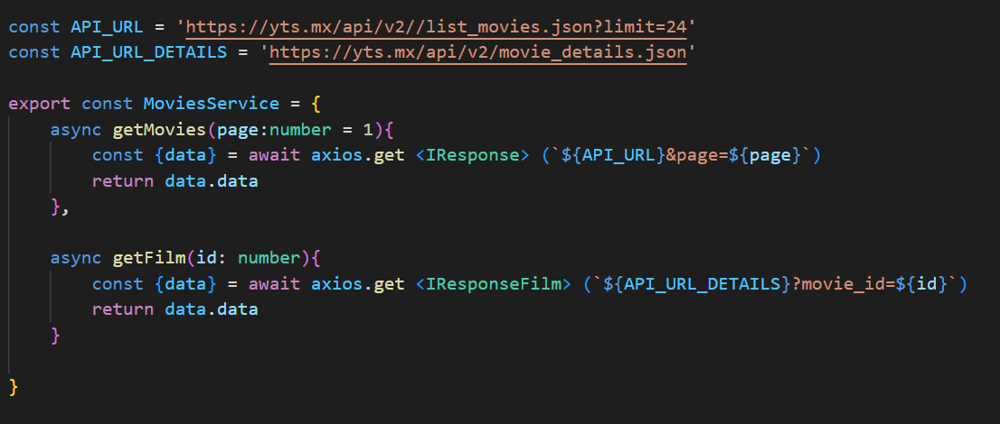 const API_URL = 'https://yts.mx/api/v2//list_movies.json?limit=24'
const API_URL_DETAILS = 'https://yts.mx/api/v2/movie_details.json'
export const MoviesService = {
async getMovies(page:number = 1){
const {data} = await axios.get <IResponse> (`${API_URL}&page=${page}`)
return data.data
},
async getFilm(id: number){
const {data} = await axios.get <IResponseFilm> (`${API_URL_DETAILS}?movie_id=${id}`)
return data.data
}
}